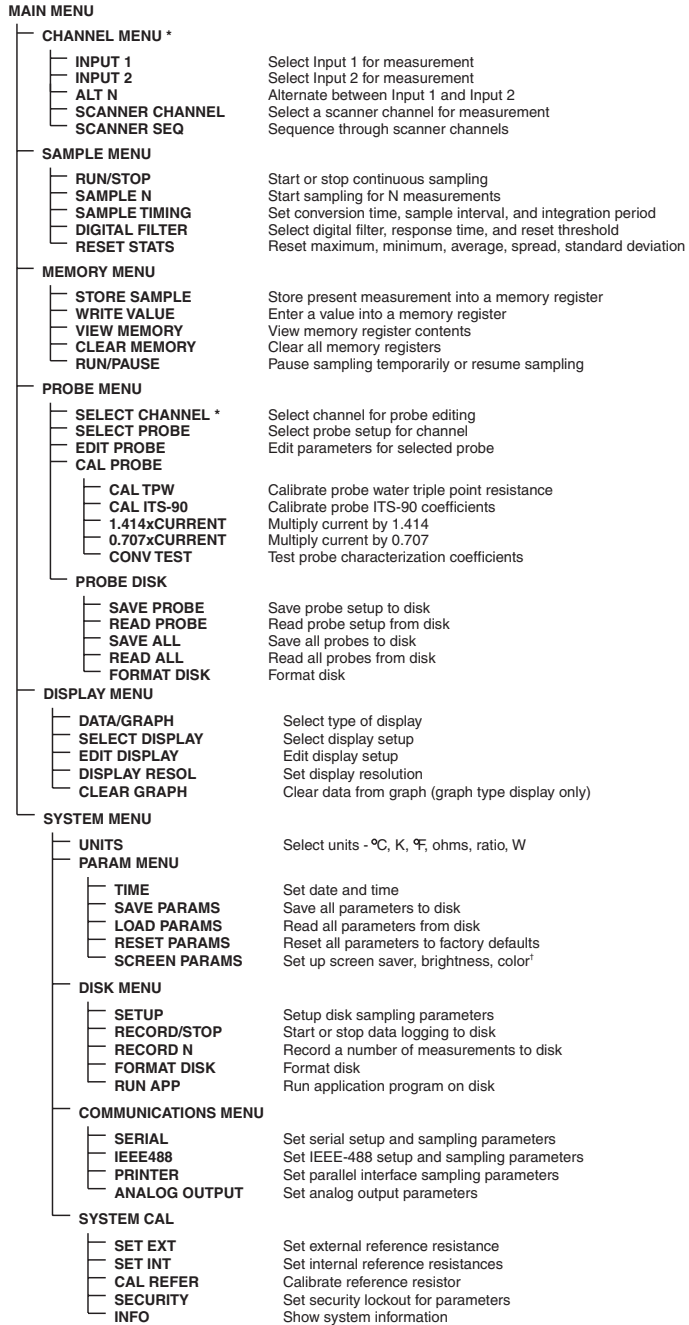 MAIN MENU
CHANNEL MENU *
INPUT 1 Select Input 1 for measurement
INPUT 2 Select Input 2 for measurement
ALT N Alternate between Input 1 and Input 2
SCANNER CHANNEL Select a scanner channel for measurement
SCANNER SEQ Sequence through scanner channels
SAMPLE MENU
RUN/STOP Start or stop continuous sampling
SAMPLE N Start sampling for N measurements
SAMPLE TIMING Set conversion time, sample interval, and integration period
DIGITAL FILTER Select digital filter, response time, and reset threshold
RESET STATS Reset maximum, minimum, average, spread, standard deviation
MEMORY MENU
STORE SAMPLE Store present measurement into a memory register
WRITE VALUE Enter a value into a memory register
VIEW MEMORY View memory register contents
CLEAR MEMORY Clear all memory registers
RUN/PAUSE Pause sampling temporarily or resume sampling
PROBE MENU
SELECT CHANNEL * Select channel for probe editing
SELECT PROBE Select probe setup for channel
EDIT PROBE Edit parameters for selected probe
CAL PROBE
CAL TPW Calibrate probe water triple point resistance
CAL ITS-90 Calibrate probe ITS-90 coefficients
1.414xCURRENT Multiply current by 1.414
0.707xCURRENT Multiply current by 0.707
CONV TEST Test probe characterization coefficients
PROBE DISK
SAVE PROBE Save probe setup to disk
READ PROBE Read probe setup from disk
SAVE ALL Save all probes to disk
READ ALL Read all probes from disk
FORMAT DISK Format disk
DISPLAY MENU
DATA/GRAPH Select type of display
SELECT DISPLAY Select display setup
EDIT DISPLAY Edit display setup
DISPLAY RESOL Set display resolution
CLEAR GRAPH Clear data from graph (graph type display only)
SYSTEM MENU
UNITS Select units - ºC, K, ºF, ohms, ratio, W
PARAM MENU
TIME Set date and time
SAVE PARAMS Save all parameters to disk
LOAD PARAMS Read all parameters from disk
RESET PARAMS Reset all parameters to factory defaults
SCREEN PARAMS Set up screen saver, brightness, color†
DISK MENU
SETUP Setup disk sampling parameters
RECORD/STOP Start or stop data logging to disk
RECORD N Record a number of measurements to disk
FORMAT DISK Format disk
RUN APP Run application program on disk
COMMUNICATIONS MENU
SERIAL Set serial setup and sampling parameters
IEEE488 Set IEEE-488 setup and sampling parameters
PRINTER Set parallel interface sampling parameters
ANALOG OUTPUT Set analog output parameters
SYSTEM CAL
SET EXT Set external reference resistance
SET INT Set internal reference resistances
CAL REFER Calibrate reference resistor
SECURITY Set security lockout for parameters
INFO Show system information